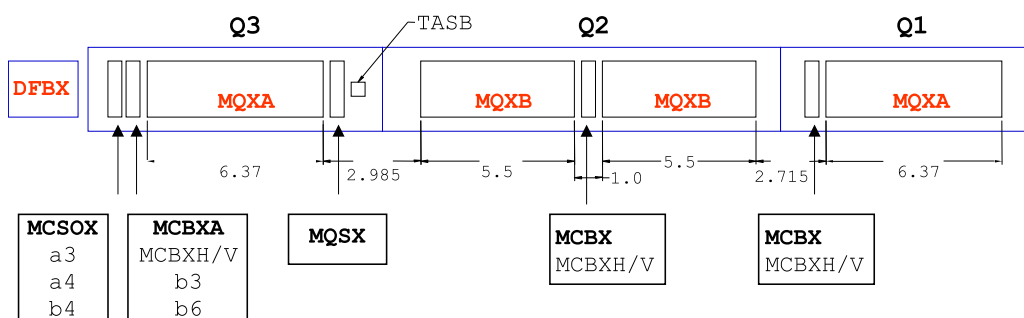 Q3
TASB
Q2
Q1
DFBX
MQXA
MQXB
MQXB
MQXA
6.37
2.985
5.5
1.0
5.5
2.715
6.37
MCSOX
a3
a4
b4
MCBXA
MCBXH/V
b3
b6
MQSX
MCBX
MCBXH/V
MCBX
MCBXH/V